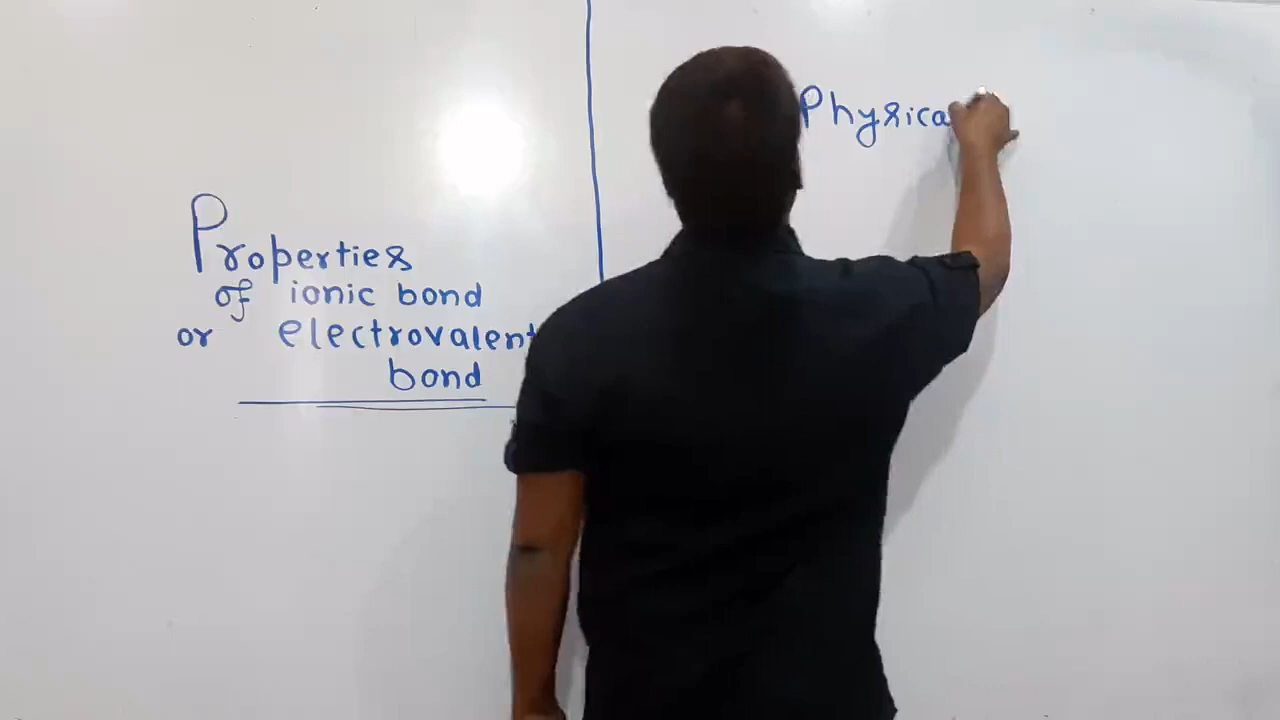 Properties
of ionic bond
or electrovalent
bond
Physica